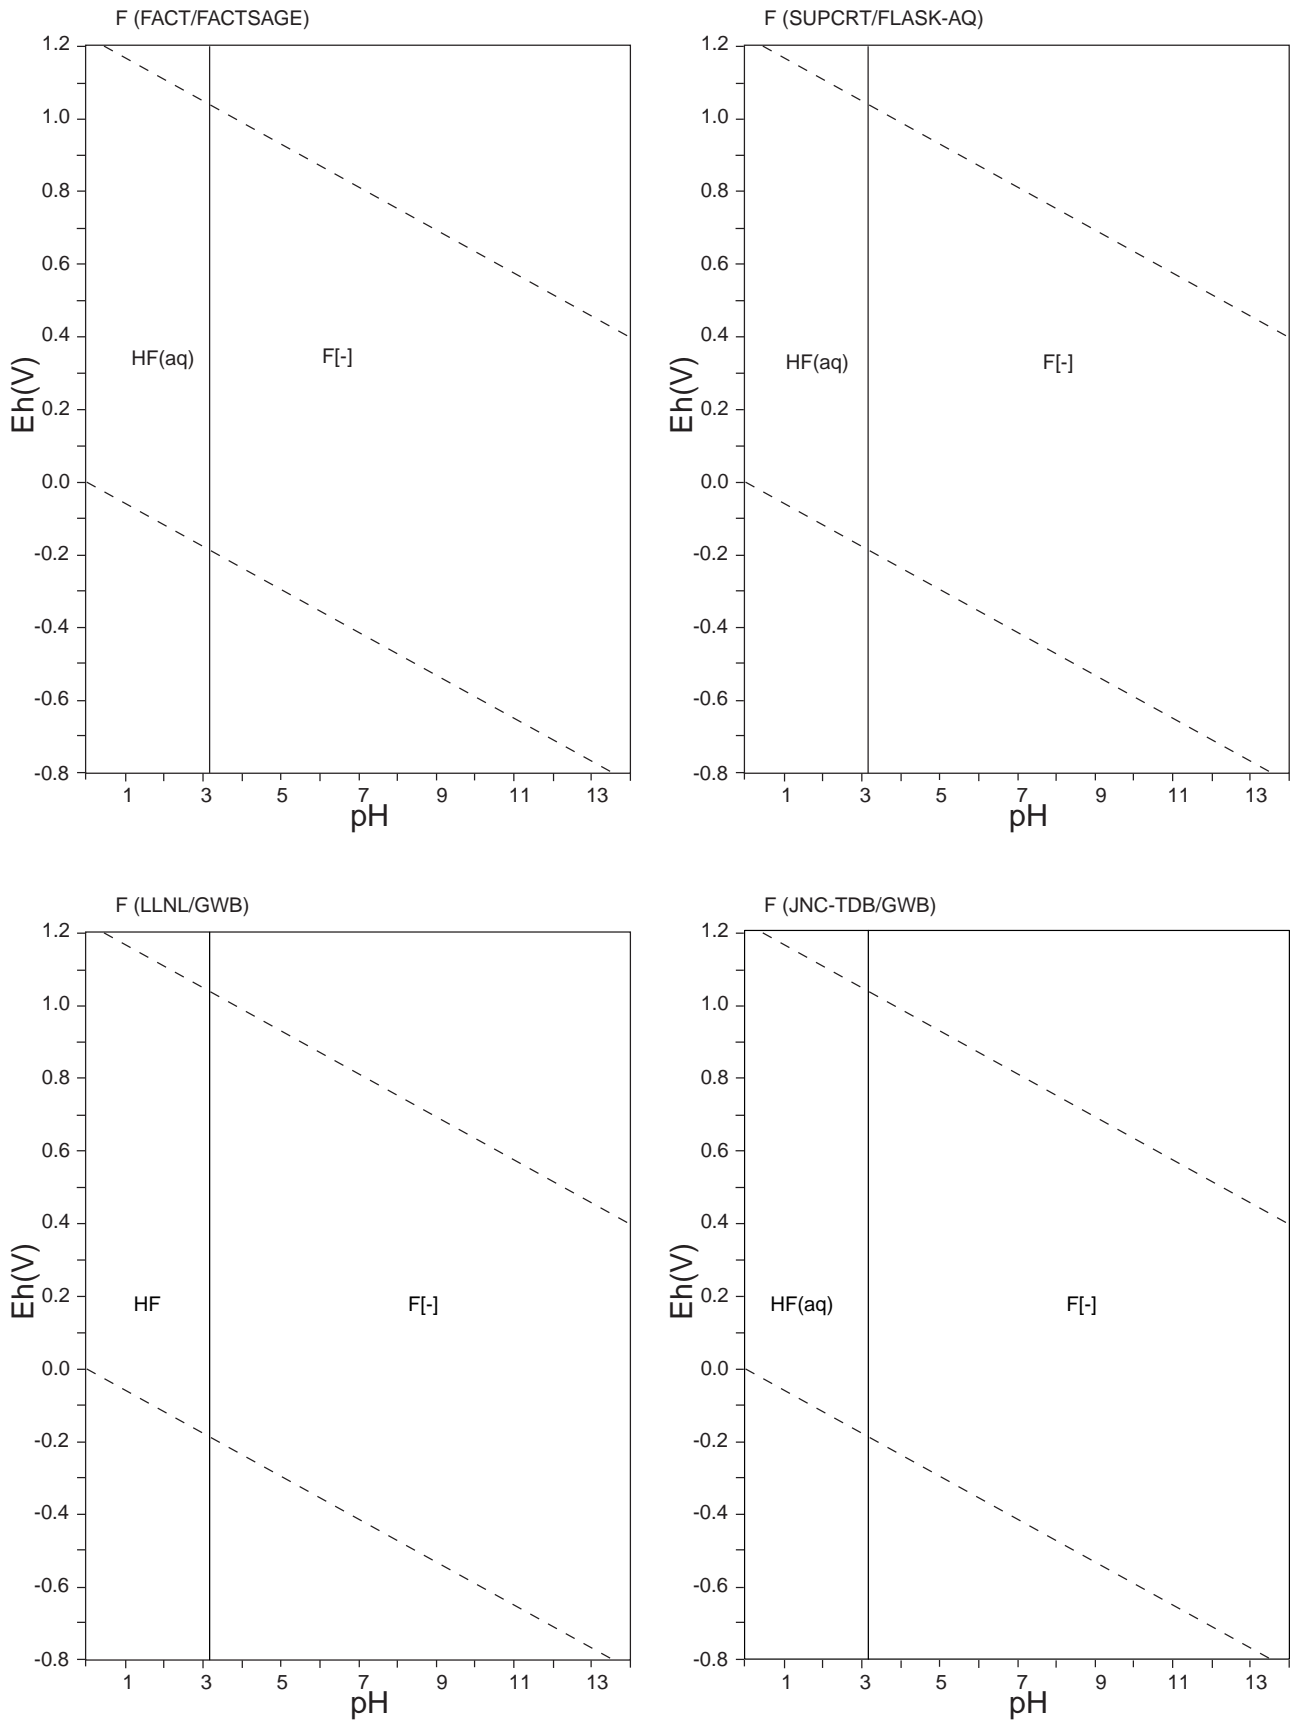 F (FACT/FACTSAGE)
1.2
1.0
0.8
0.6
0.4
0.2
0.0
-0.2
-0.4
-0.6
-0.8
Eh(V)
HF(aq)
F[-]
1 3 5 7 9 11 13
pH
F (SUPCRT/FLASK-AQ)
1.2
1.0
0.8
0.6
0.4
0.2
0.0
-0.2
-0.4
-0.6
-0.8
Eh(V)
HF(aq)
F[-]
1 3 5 7 9 11 13
pH
F (LLNL/GWB)
1.2
1.0
0.8
0.6
0.4
0.2
0.0
-0.2
-0.4
-0.6
-0.8
Eh(V)
HF
F[-]
1 3 5 7 9 11 13
pH
F (JNC-TDB/GWB)
1.2
1.0
0.8
0.6
0.4
0.2
0.0
-0.2
-0.4
-0.6
-0.8
Eh(V)
HF(aq)
F[-]
1 3 5 7 9 11 13
pH